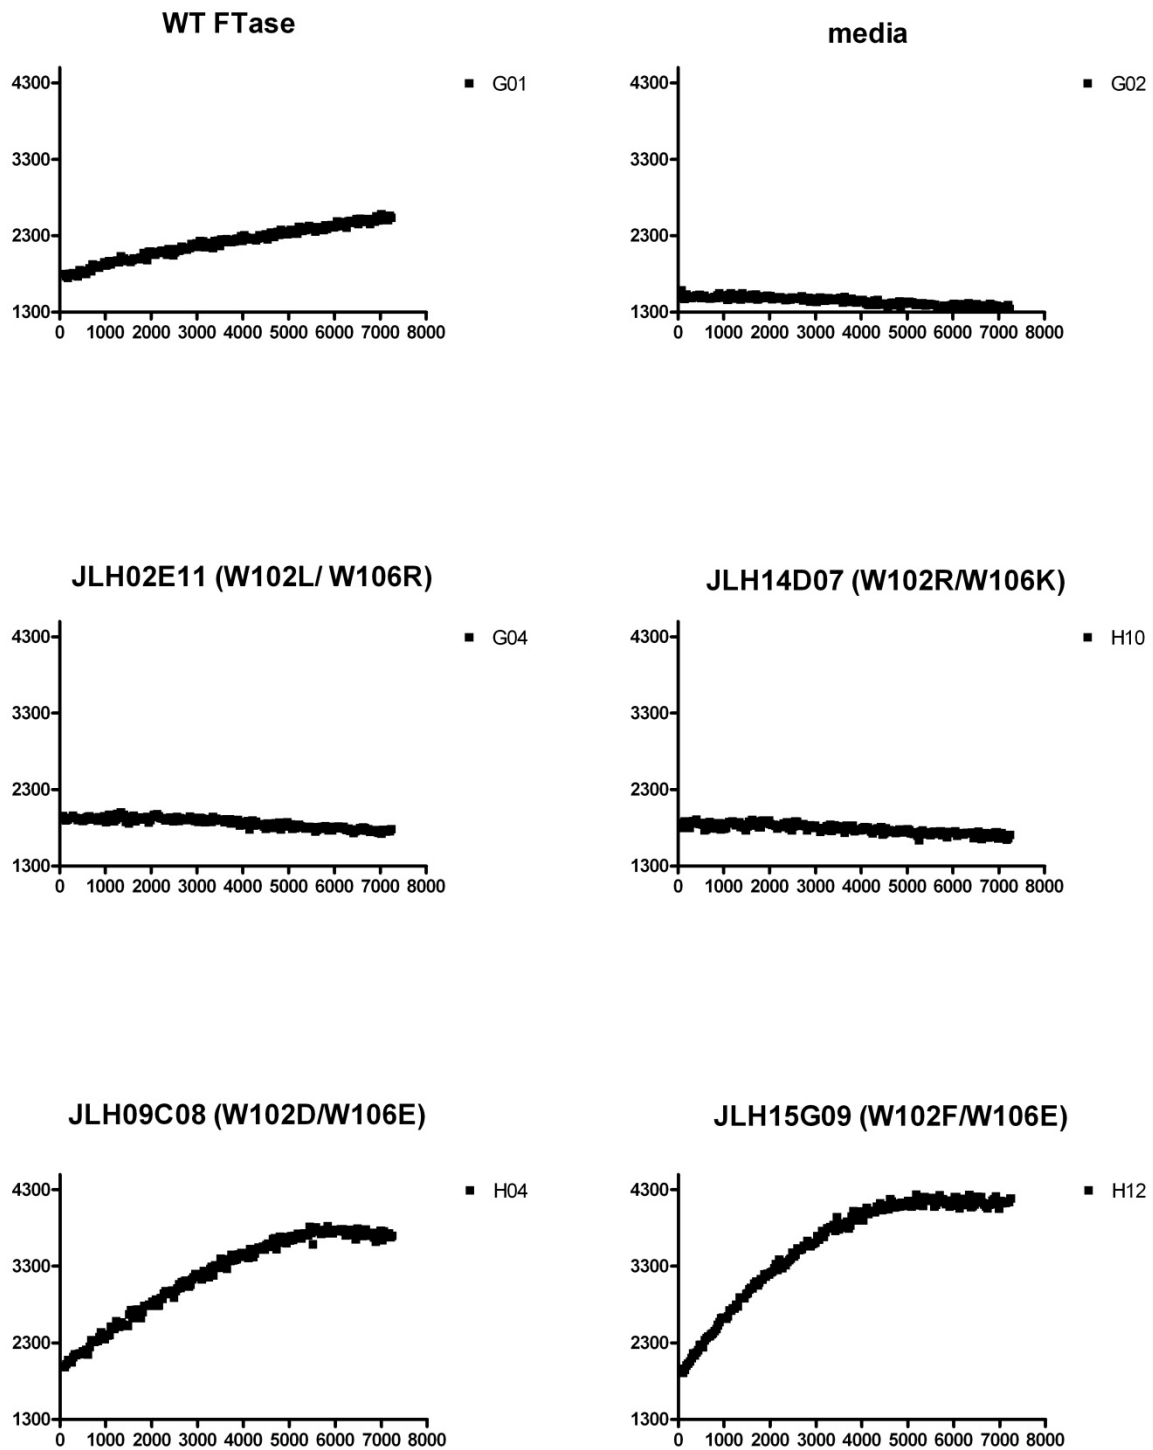 WT FTase
G01
4300
3300
2300
1300
0 1000 2000 3000 4000 5000 6000 7000 8000
media
G02
4300
3300
2300
1300
0 1000 2000 3000 4000 5000 6000 7000 8000
JLH02E11 (W102L/ W106R)
G04
4300
3300
2300
1300
0 1000 2000 3000 4000 5000 6000 7000 8000
JLH14D07 (W102R/W106K)
H10
4300
3300
2300
1300
0 1000 2000 3000 4000 5000 6000 7000 8000
JLH09C08 (W102D/W106E)
H04
4300
3300
2300
1300
0 1000 2000 3000 4000 5000 6000 7000 8000
JLH15G09 (W102F/W106E)
H12
4300
3300
2300
1300
0 1000 2000 3000 4000 5000 6000 7000 8000